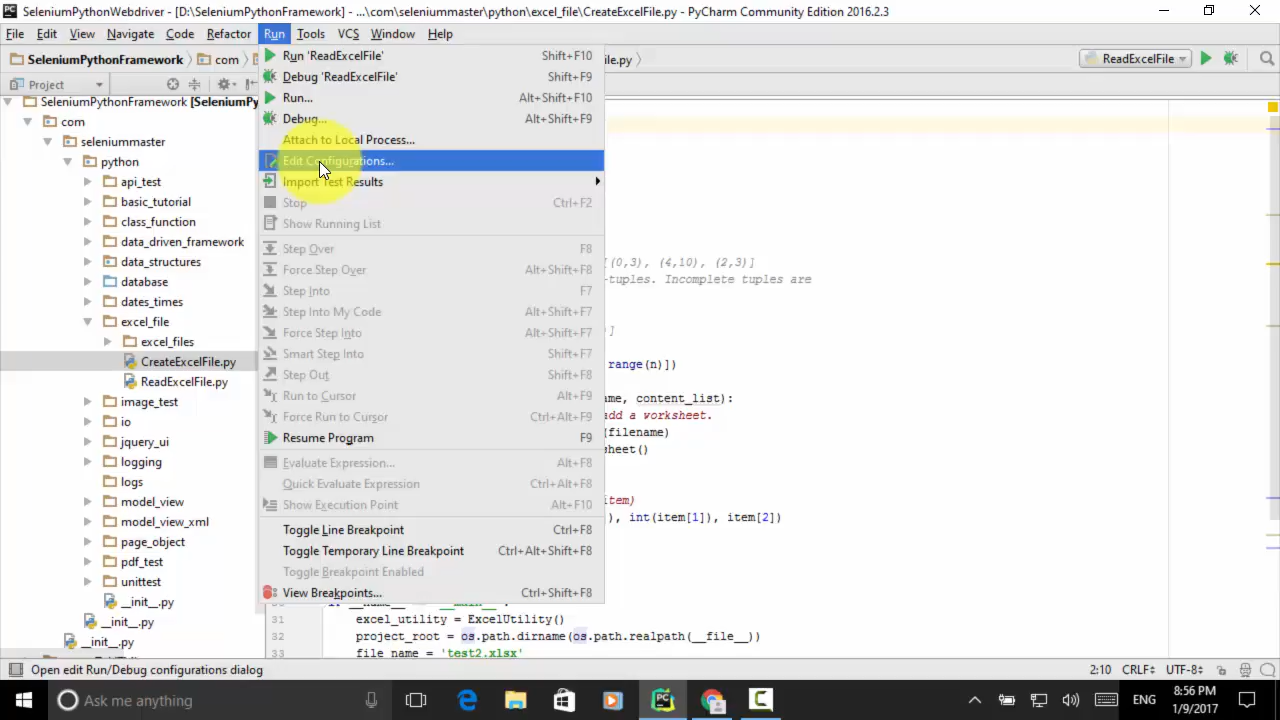 SeleniumPythonWebdriver - [D:\SeleniumPythonFramework] - ...\com\seleniummaster\python\excel_file\CreateExcelFile.py - PyCharm Community Edition 2016.2.3
File Edit View Navigate Code Refactor Run Tools VCS Window Help
SeleniumPythonFramework com le.py ReadExcelFile
Project
SeleniumPythonFramework [SeleniumPy
com
seleniummaster
python
api_test
basic_tutorial
class_function
data_driven_framework
data_structures
database
dates_times
excel_file
excel_files
CreateExcelFile.py
ReadExcelFile.py
image_test
io
jquery_ui
logging
logs
model_view
model_view_xml
page_object
pdf_test
unittest
__init__.py
__init__.py
__init__.py
Run 'ReadExcelFile' Shift+F10
Debug 'ReadExcelFile' Shift+F9
Run... Alt+Shift+F10
Debug... Alt+Shift+F9
Attach to Local Process...
Edit Configurations...
Import Test Results
Stop Ctrl+F2
Show Running List
Step Over F8
Force Step Over Alt+Shift+F8
Step Into F7
Step Into My Code Alt+Shift+F7
Force Step Into Alt+Shift+F7
Smart Step Into Shift+F7
Step Out Shift+F8
Run to Cursor Alt+F9
Force Run to Cursor Ctrl+Alt+F9
Resume Program F9
Evaluate Expression... Alt+F8
Quick Evaluate Expression Ctrl+Alt+F8
Show Execution Point Alt+F10
Toggle Line Breakpoint Ctrl+F8
Toggle Temporary Line Breakpoint Ctrl+Alt+Shift+F8
Toggle Breakpoint Enabled
View Breakpoints... Ctrl+Shift+F8
[(0,3), (4,10), (2,3)]
-tuples. Incomplete tuples are
]
range(n)])
me, content_list):
dd a worksheet.
(filename)
sheet()
item)
), int(item[1]), item[2])
31 excel_utility = ExcelUtility()
32 project_root = os.path.dirname(os.path.realpath(__file__))
33 file_name = 'test2.xlsx'
Open edit Run/Debug configurations dialog 2:10 CRLF UTF-8
Ask me anything
PC
C
ENG
8:56 PM
1/9/2017